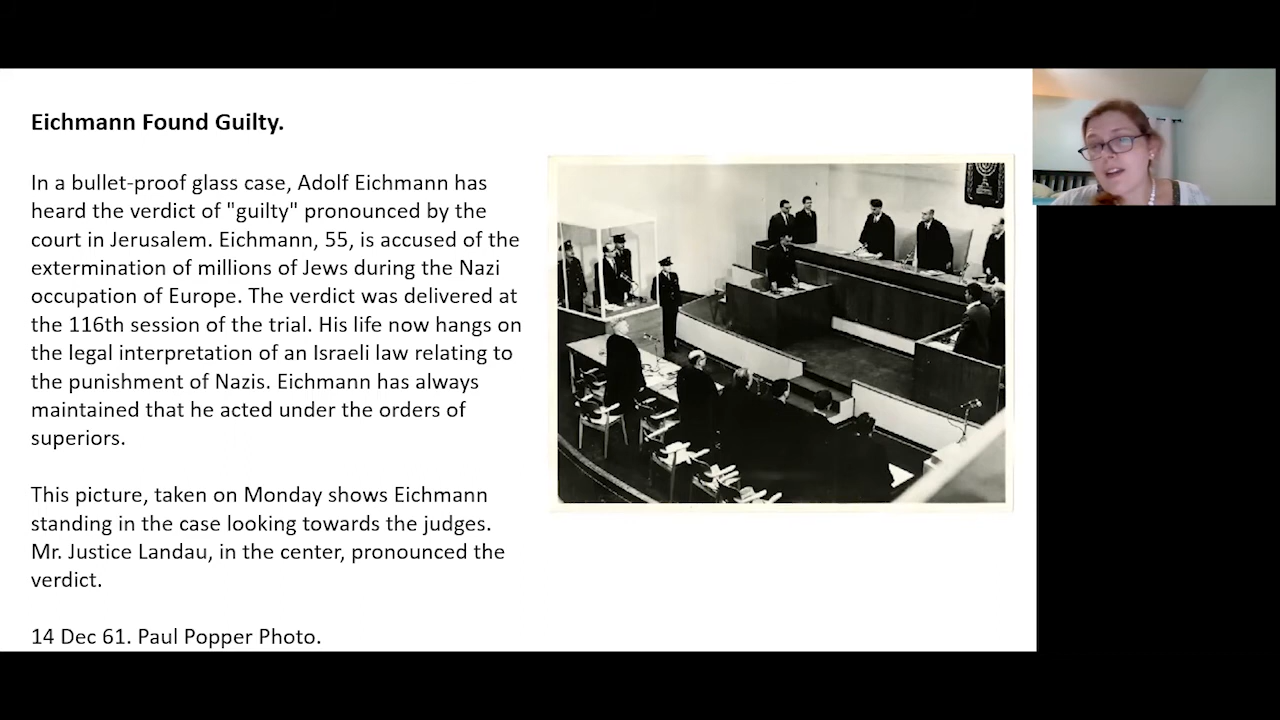 Eichmann Found Guilty.
In a bullet-proof glass case, Adolf Eichmann has
heard the verdict of "guilty" pronounced by the
court in Jerusalem. Eichmann, 55, is accused of the
extermination of millions of Jews during the Nazi
occupation of Europe. The verdict was delivered at
the 116th session of the trial. His life now hangs on
the legal interpretation of an Israeli law relating to
the punishment of Nazis. Eichmann has always
maintained that he acted under the orders of
superiors.
This picture, taken on Monday shows Eichmann
standing in the case looking towards the judges.
Mr. Justice Landau, in the center, pronounced the
verdict.
14 Dec 61. Paul Popper Photo.